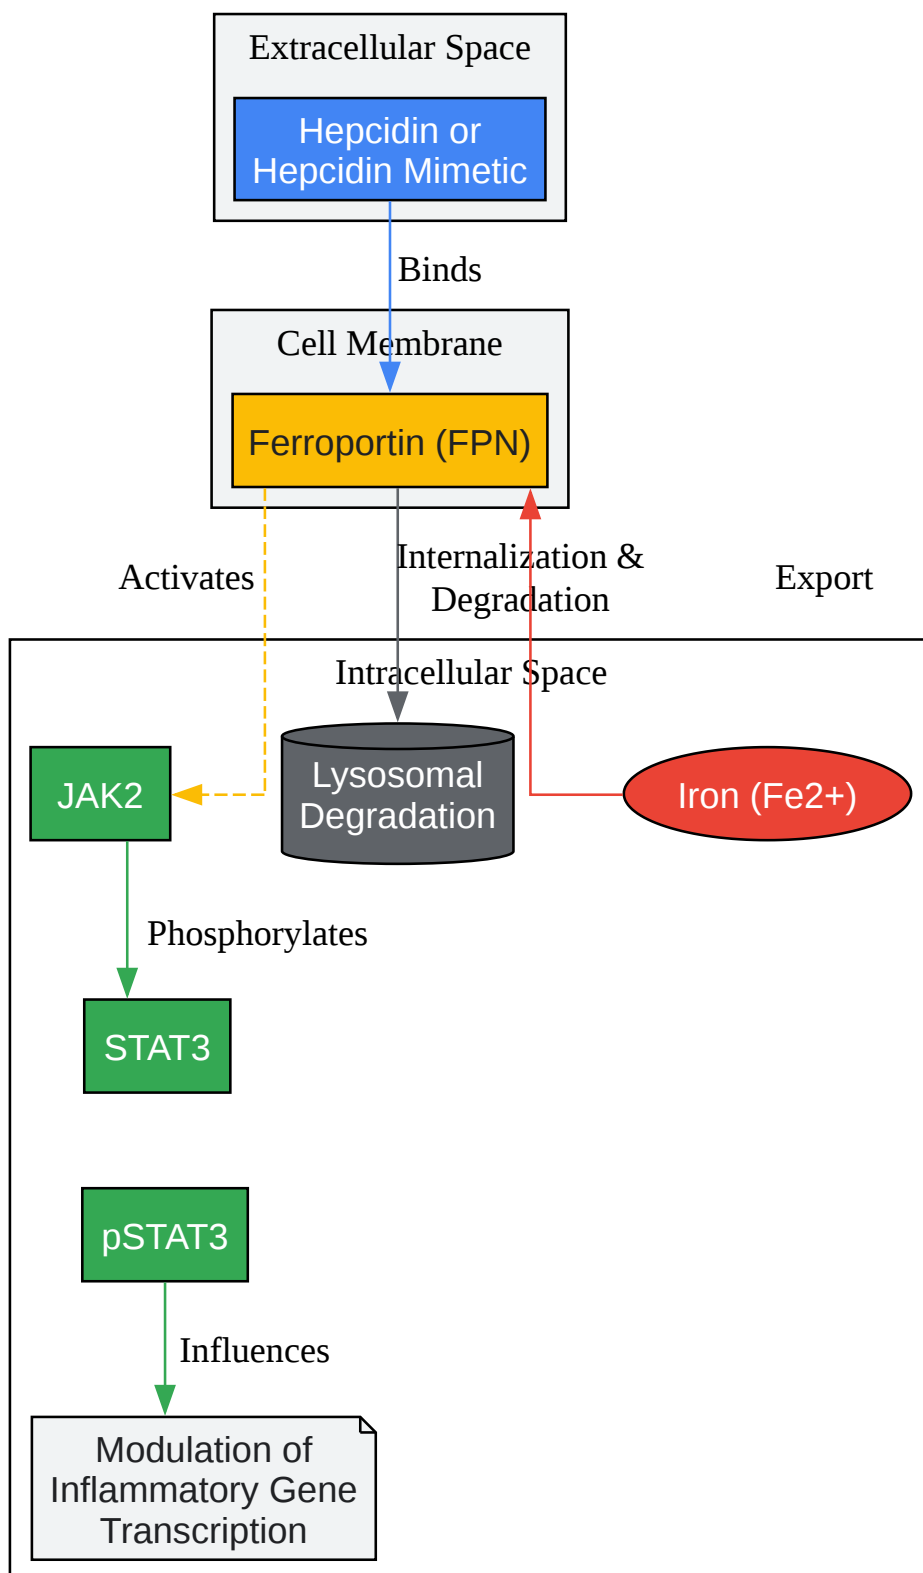 Extracellular Space
Hepcidin or
Hepcidin Mimetic
Binds
Cell Membrane
Ferroportin (FPN)
Activates
Internalization &
Degradation
Export
Intracellular Space
JAK2
Lysosomal
Degradation
Iron (Fe2+)
Phosphorylates
STAT3
pSTAT3
Influences
Modulation of
Inflammatory Gene
Transcription